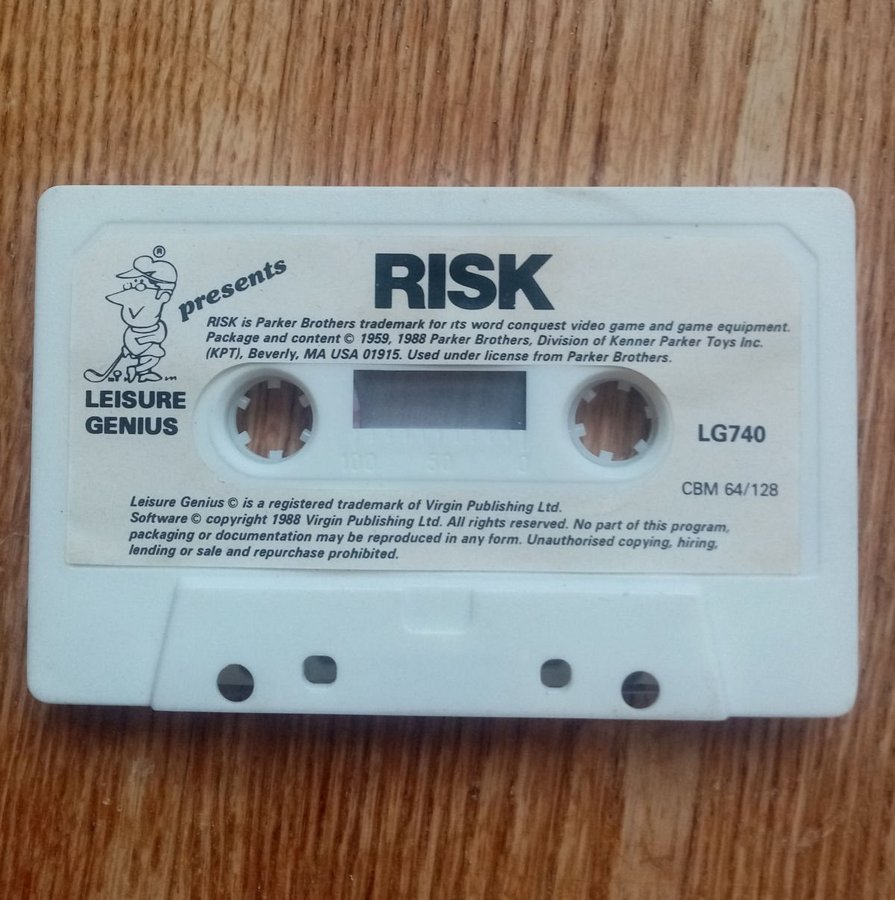 ®
presents
RISK
RISK is Parker Brothers trademark for its word conquest video game and game equipment.
Package and content © 1959, 1988 Parker Brothers, Division of Kenner Parker Toys Inc.
(KPT), Beverly, MA USA 01915. Used under license from Parker Brothers.
LEISURE
GENIUS
100 50 0
LG740
CBM 64/128
Leisure Genius © is a registered trademark of Virgin Publishing Ltd.
Software © copyright 1988 Virgin Publishing Ltd. All rights reserved. No part of this program,
packaging or documentation may be reproduced in any form. Unauthorised copying, hiring,
lending or sale and repurchase prohibited.